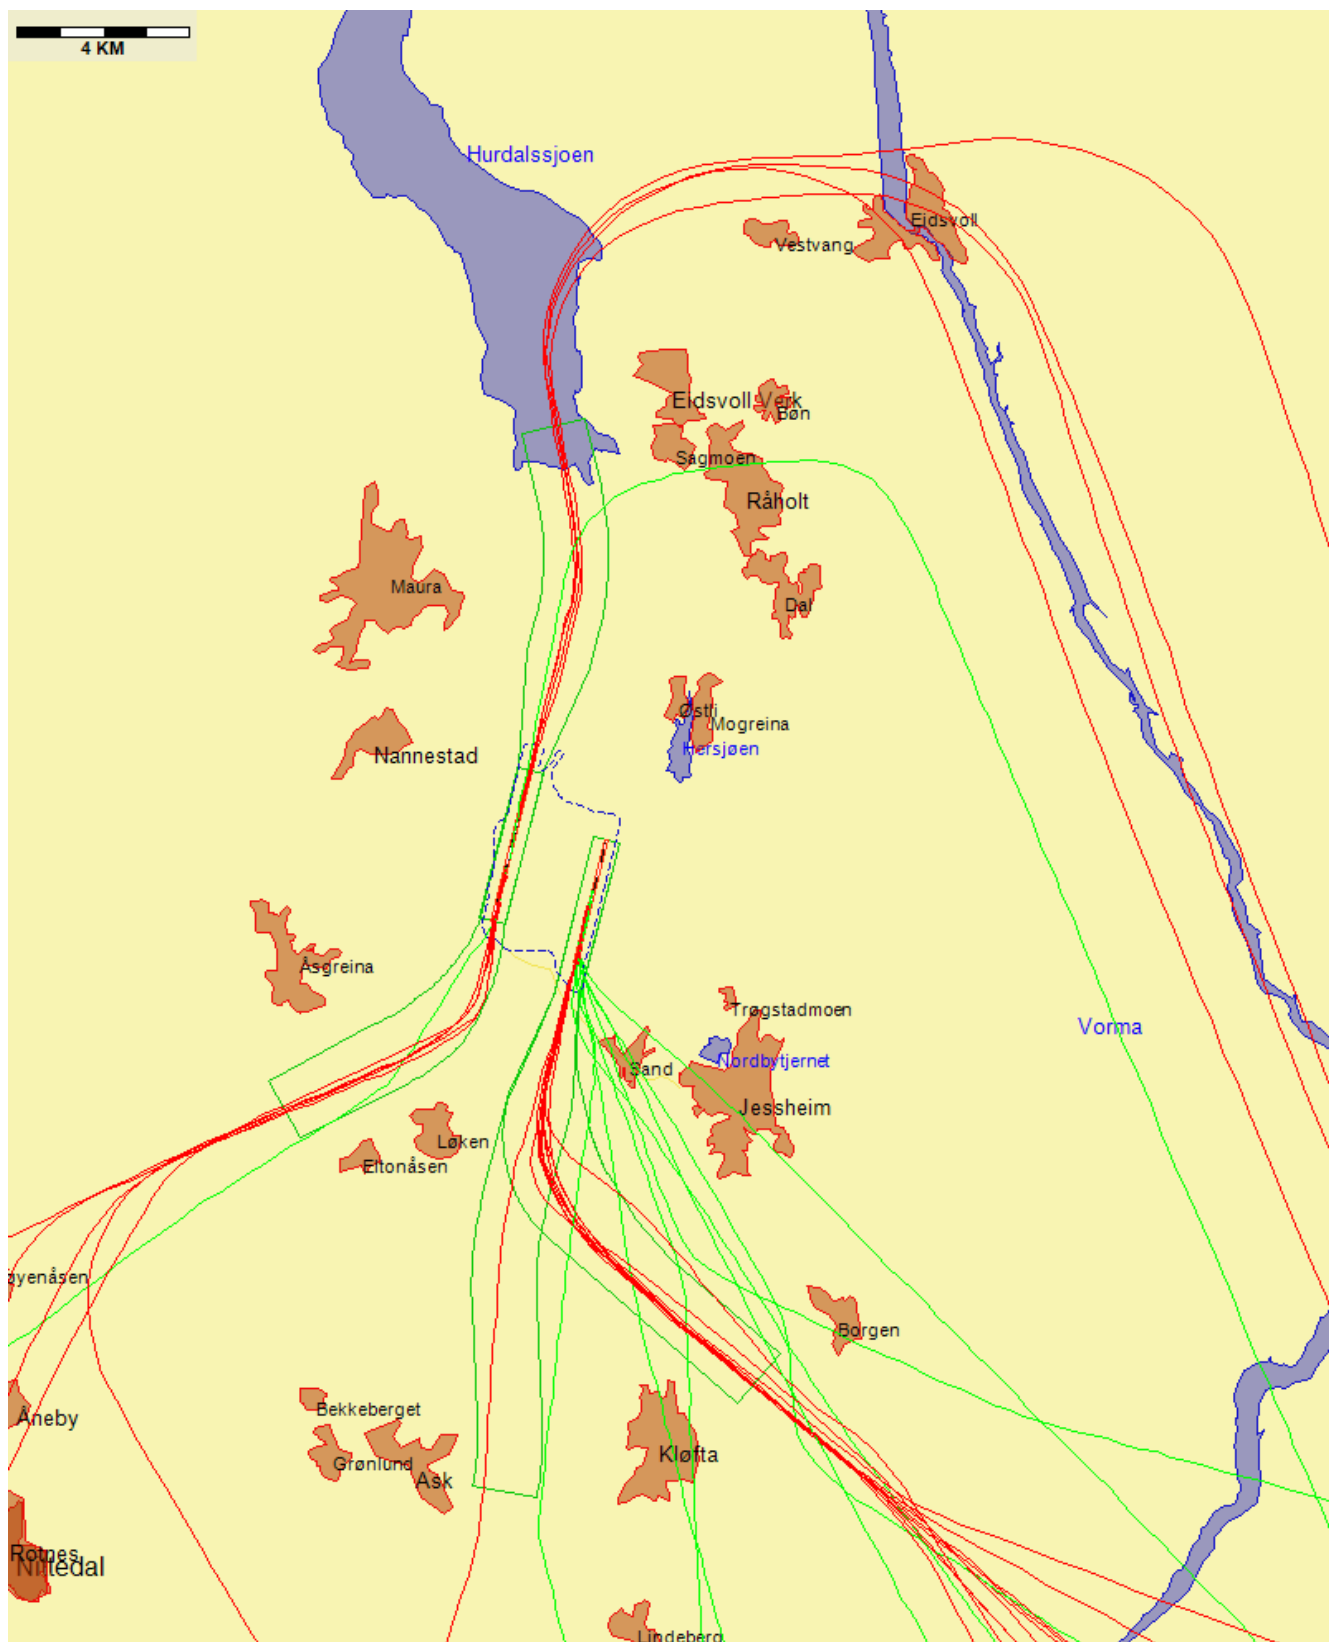 4 KM
Hurdalssjoen
Eidsvoll
Vestvang
Eidsvoll Verk
Bøn
Sagmoen
Råholt
Maura
Dal
Mogreina
Hersjøen
Nannestad
Åsgreina
Trøgstadmoen
Vorma
Nordbytjernet
Sand
Jessheim
Løken
Eltonåsen
yenåsen
Borgen
Bekkeberget
Åneby
Kløfta
Grønlund
Ask
Rotnes
Nittedal
Lindeberg